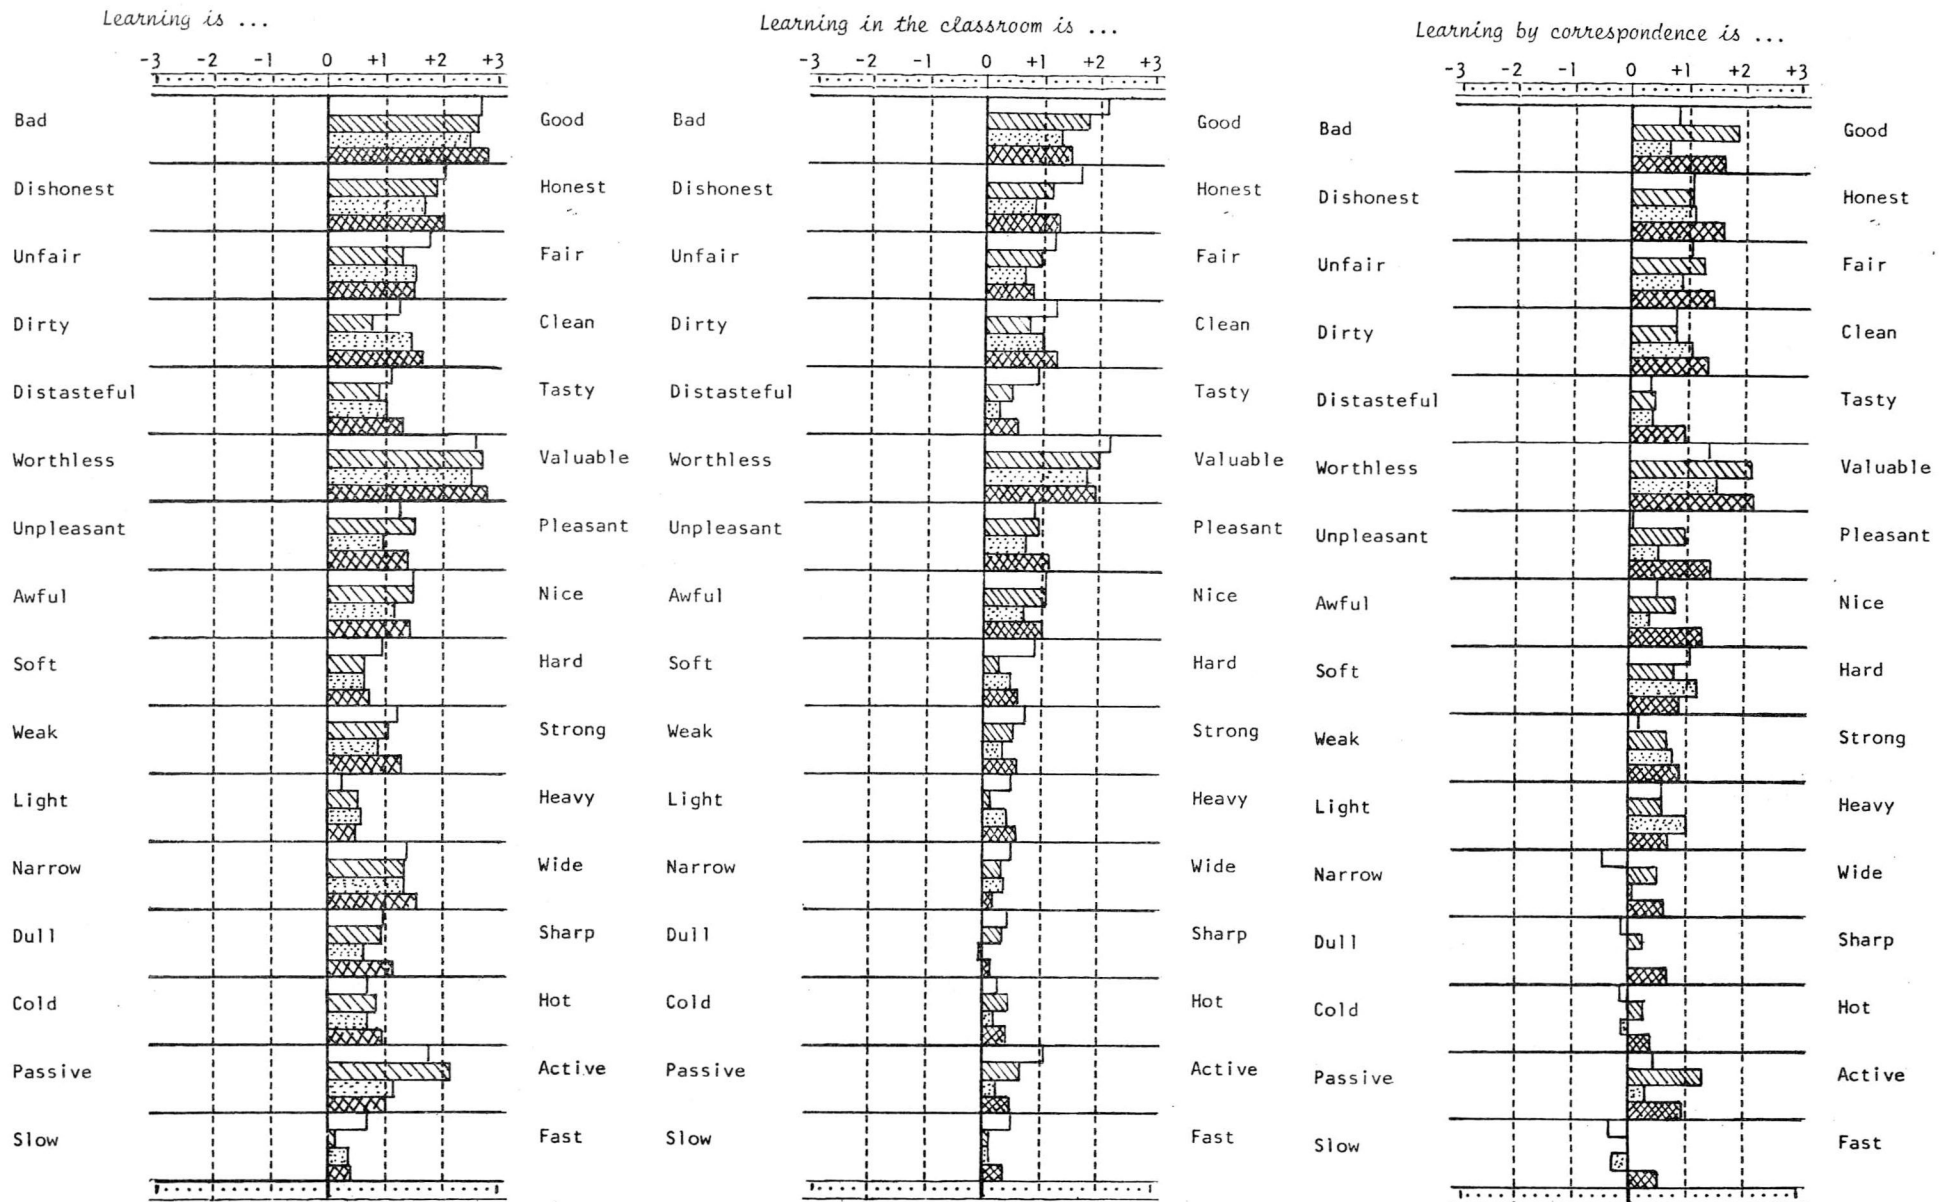 Learning is ...
-3 -2 -1 0 +1 +2 +3
Bad Good
Dishonest Honest
Unfair Fair
Dirty Clean
Distasteful Tasty
Worthless Valuable
Unpleasant Pleasant
Awful Nice
Soft Hard
Weak Strong
Light Heavy
Narrow Wide
Dull Sharp
Cold Hot
Passive Active
Slow Fast
Learning in the classroom is ...
-3 -2 -1 0 +1 +2 +3
Bad Good
Dishonest Honest
Unfair Fair
Dirty Clean
Distasteful Tasty
Worthless Valuable
Unpleasant Pleasant
Awful Nice
Soft Hard
Weak Strong
Light Heavy
Narrow Wide
Dull Sharp
Cold Hot
Passive Active
Slow Fast
Learning by correspondence is ...
-3 -2 -1 0 +1 +2 +3
Bad Good
Dishonest Honest
Unfair Fair
Dirty Clean
Distasteful Tasty
Worthless Valuable
Unpleasant Pleasant
Awful Nice
Soft Hard
Weak Strong
Light Heavy
Narrow Wide
Dull Sharp
Cold Hot
Passive Active
Slow Fast